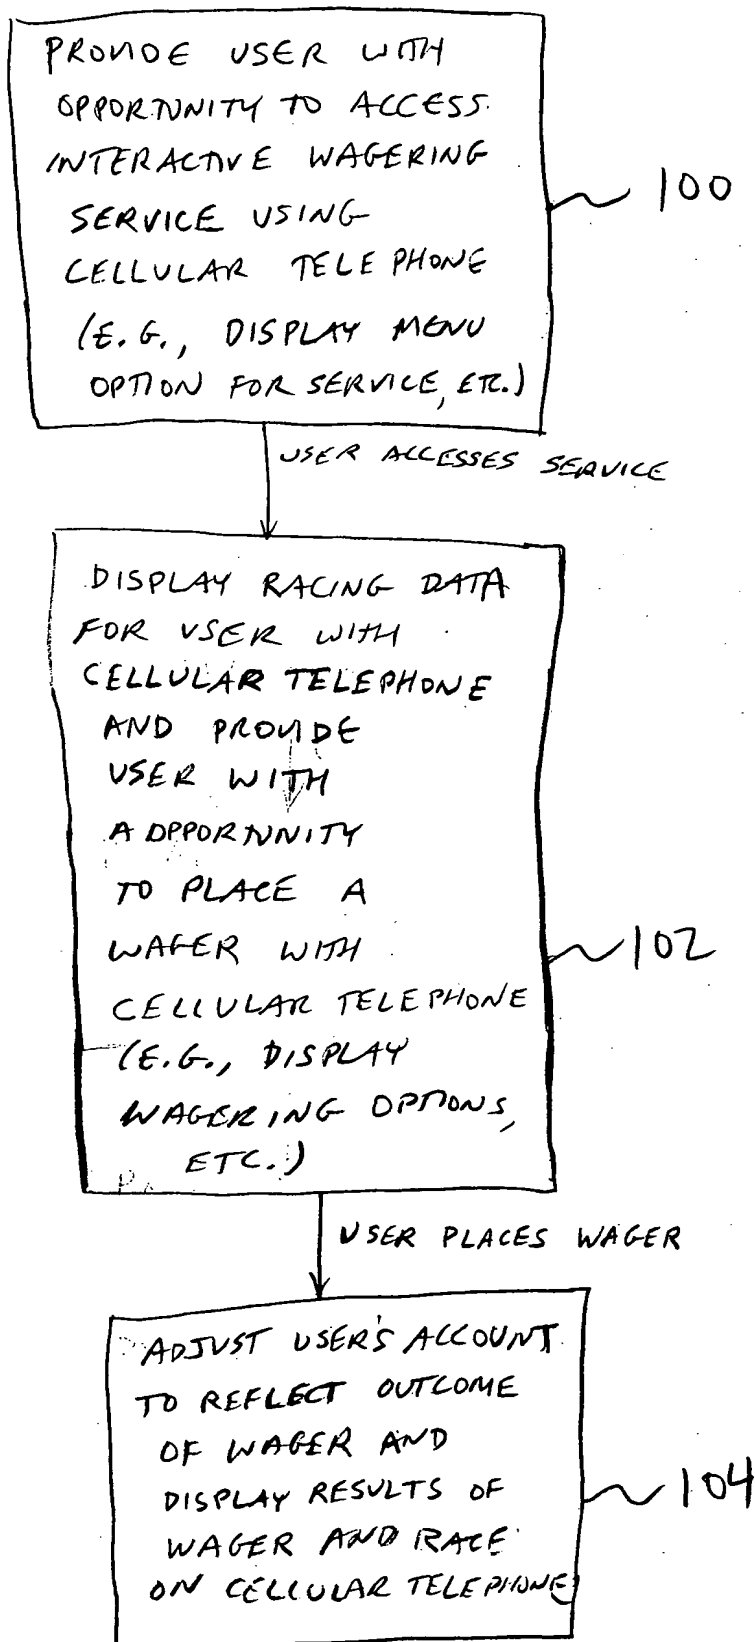 PROVIDE USER WITH
OPPORTUNITY TO ACCESS
INTERACTIVE WAGERING
SERVICE USING
CELLULAR TELEPHONE
(E.G., DISPLAY MENU
OPTION FOR SERVICE, ETC.)
100
USER ACCESSES SERVICE
DISPLAY RACING DATA
FOR USER WITH
CELLULAR TELEPHONE
AND PROVIDE
USER WITH
A OPPORTUNITY
TO PLACE A
WAGER WITH
CELLULAR TELEPHONE
(E.G., DISPLAY
WAGERING OPTIONS,
ETC.)
102
USER PLACES WAGER
ADJUST USER'S ACCOUNT
TO REFLECT OUTCOME
OF WAGER AND
DISPLAY RESULTS OF
WAGER AND RACE
ON CELLULAR TELEPHONE
104